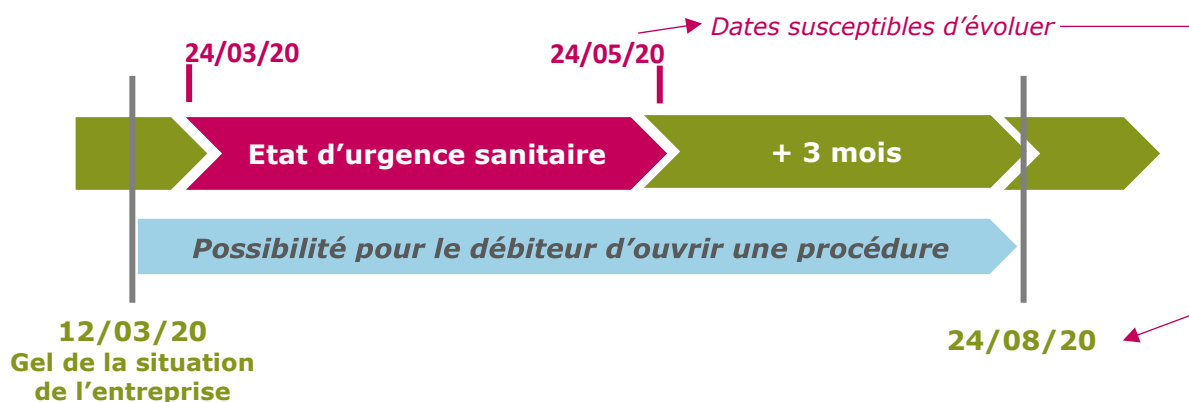 Dates susceptibles d’évoluer
24/03/20
24/05/20
Etat d’urgence sanitaire
+ 3 mois
Possibilité pour le débiteur d’ouvrir une procédure
12/03/20
Gel de la situation
de l’entreprise
24/08/20